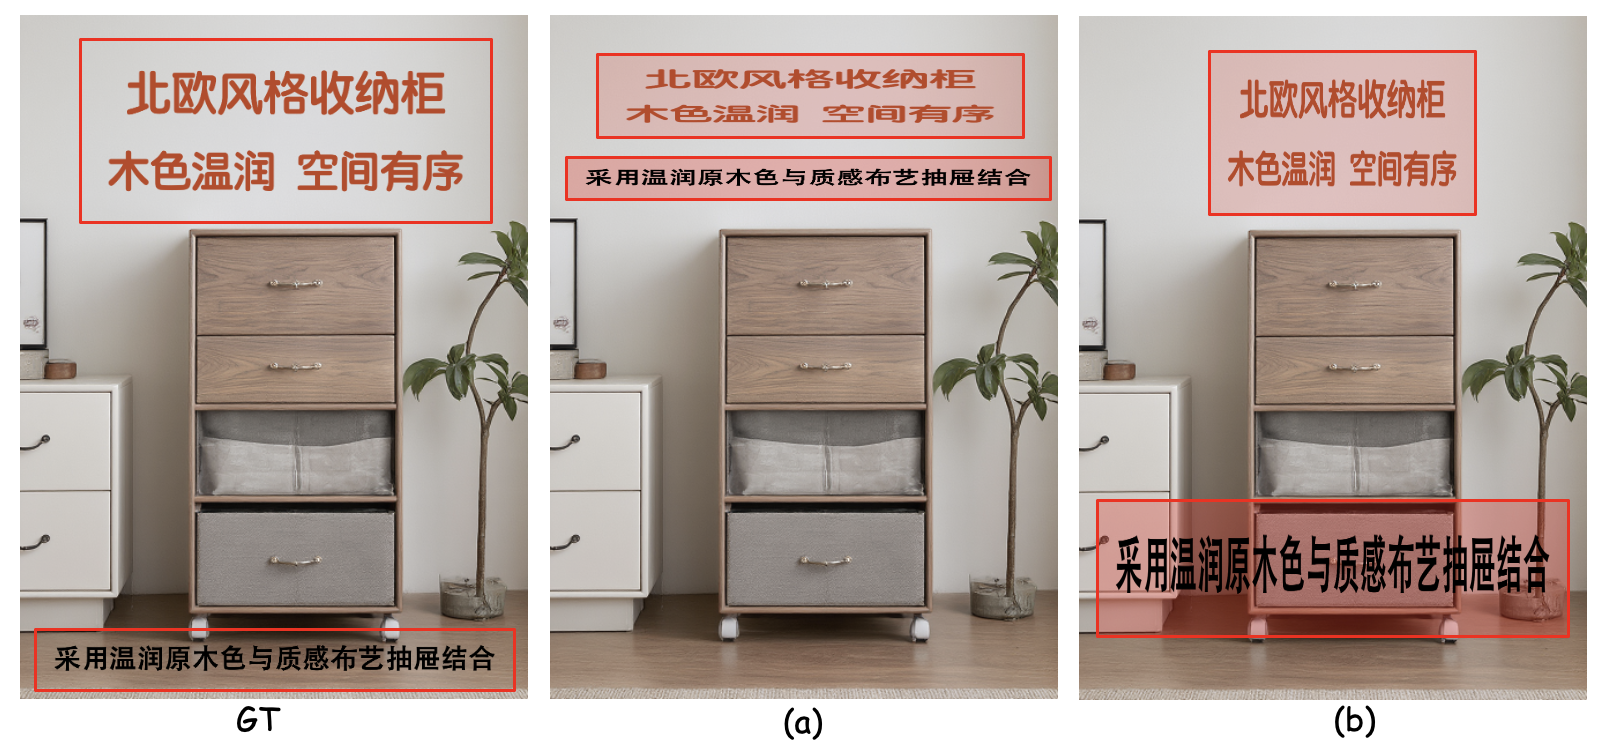 北欧风格收纳柜
木色温润 空间有序
采用温润原木色与质感布艺抽屉结合
GT
北欧风格收纳柜
木色温润 空间有序
采用温润原木色与质感布艺抽屉结合
(a)
北欧风格收纳柜
木色温润 空间有序
采用温润原木色与质感布艺抽屉结合
(b)